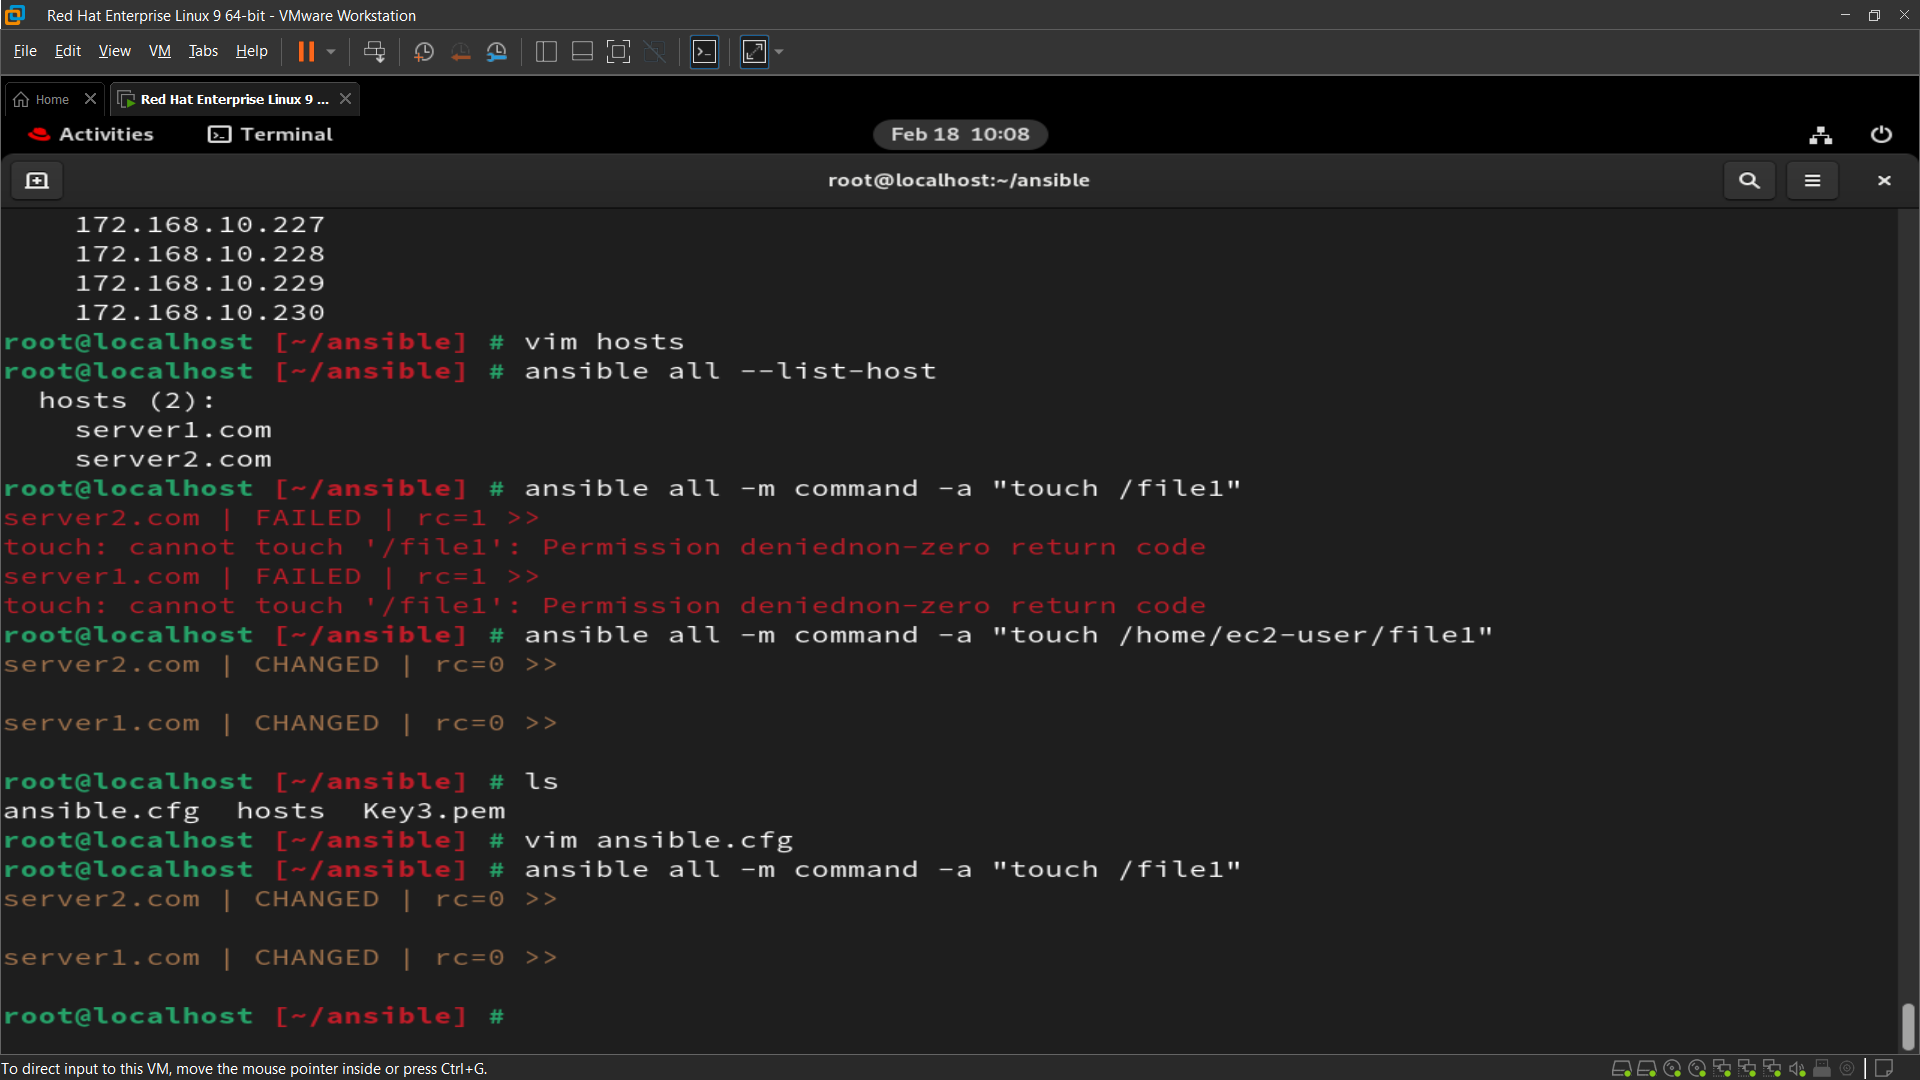 Red Hat Enterprise Linux 9 64-bit - VMware Workstation
File Edit View VM Tabs Help
Home Red Hat Enterprise Linux 9 ...
Activities Terminal Feb 18 10:08
root@localhost:~/ansible
172.168.10.227
172.168.10.228
172.168.10.229
172.168.10.230
root@localhost [~/ansible] # vim hosts
root@localhost [~/ansible] # ansible all --list-host
hosts (2):
server1.com
server2.com
root@localhost [~/ansible] # ansible all -m command -a "touch /file1"
server2.com | FAILED | rc=1 >>
touch: cannot touch '/file1': Permission deniednon-zero return code
server1.com | FAILED | rc=1 >>
touch: cannot touch '/file1': Permission deniednon-zero return code
root@localhost [~/ansible] # ansible all -m command -a "touch /home/ec2-user/file1"
server2.com | CHANGED | rc=0 >>
server1.com | CHANGED | rc=0 >>
root@localhost [~/ansible] # ls
ansible.cfg hosts Key3.pem
root@localhost [~/ansible] # vim ansible.cfg
root@localhost [~/ansible] # ansible all -m command -a "touch /file1"
server2.com | CHANGED | rc=0 >>
server1.com | CHANGED | rc=0 >>
root@localhost [~/ansible] #
To direct input to this VM, move the mouse pointer inside or press Ctrl+G.